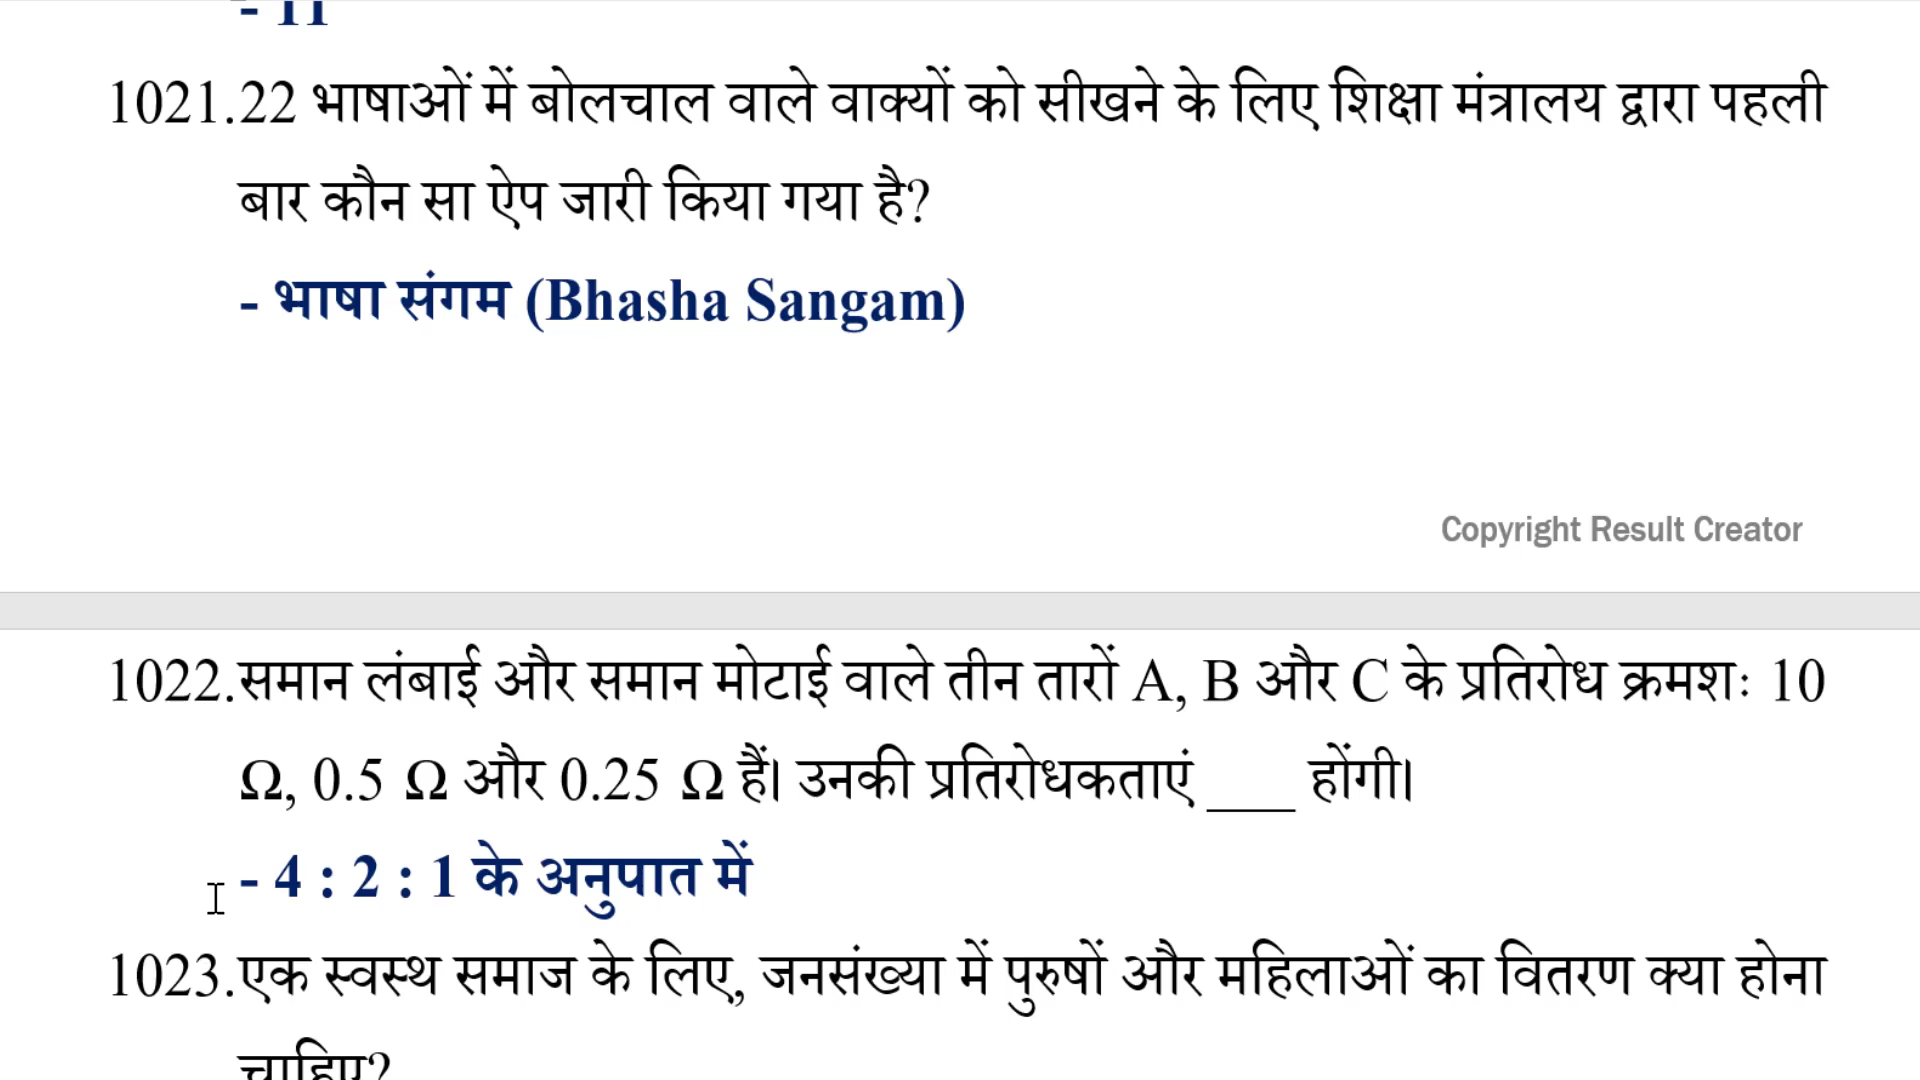 - 11
1021.22 भाषाओं में बोलचाल वाले वाक्यों को सीखने के लिए शिक्षा मंत्रालय द्वारा पहली
बार कौन सा ऐप जारी किया गया है?
- भाषा संगम (Bhasha Sangam)
Copyright Result Creator
1022.समान लंबाई और समान मोटाई वाले तीन तारों A, B और C के प्रतिरोध क्रमशः 10
Ω, 0.5 Ω और 0.25 Ω हैं। उनकी प्रतिरोधकताएं ___ होंगी।
- 4 : 2 : 1 के अनुपात में
1023.एक स्वस्थ समाज के लिए, जनसंख्या में पुरुषों और महिलाओं का वितरण क्या होना
चाहिए?